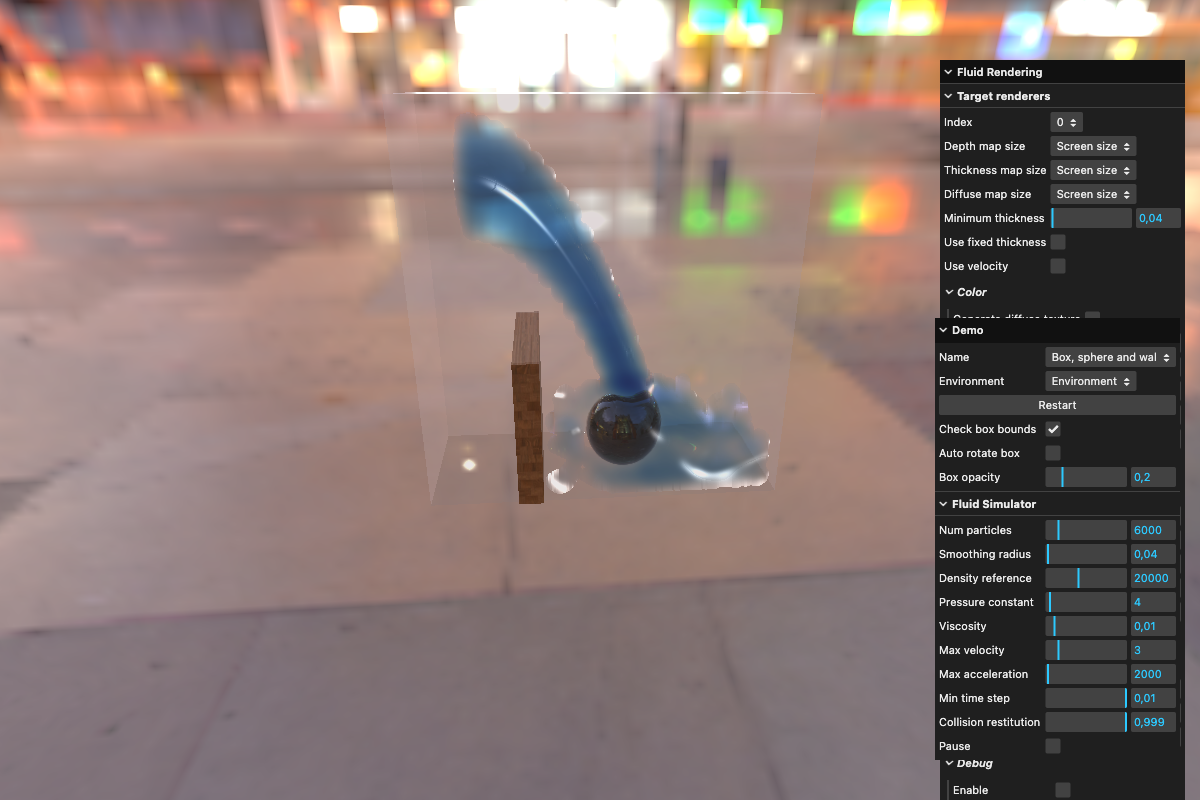 Fluid Rendering
Target renderers
Index 0
Depth map size Screen size
Thickness map size Screen size
Diffuse map size Screen size
Minimum thickness 0,04
Use fixed thickness
Use velocity
Color
Generate diffuse texture
Demo
Name Box, sphere and wal
Environment Environment
Restart
Check box bounds
Auto rotate box
Box opacity 0,2
Fluid Simulator
Num particles 6000
Smoothing radius 0,04
Density reference 20000
Pressure constant 4
Viscosity 0,01
Max velocity 3
Max acceleration 2000
Min time step 0,01
Collision restitution 0,999
Pause
Debug
Enable